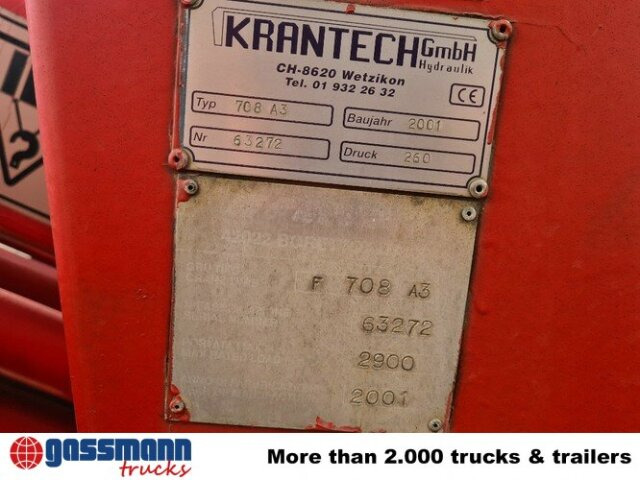 KRANTECH GmbH
Hydraulik
CH-8620 Wetzikon
Tel. 01 932 26 32
CE
Typ 708 A3
Baujahr 2001
Nr 63272
Druck 260
F 708 A3
63272
2900
2001
gassmann
trucks
More than 2.000 trucks & trailers